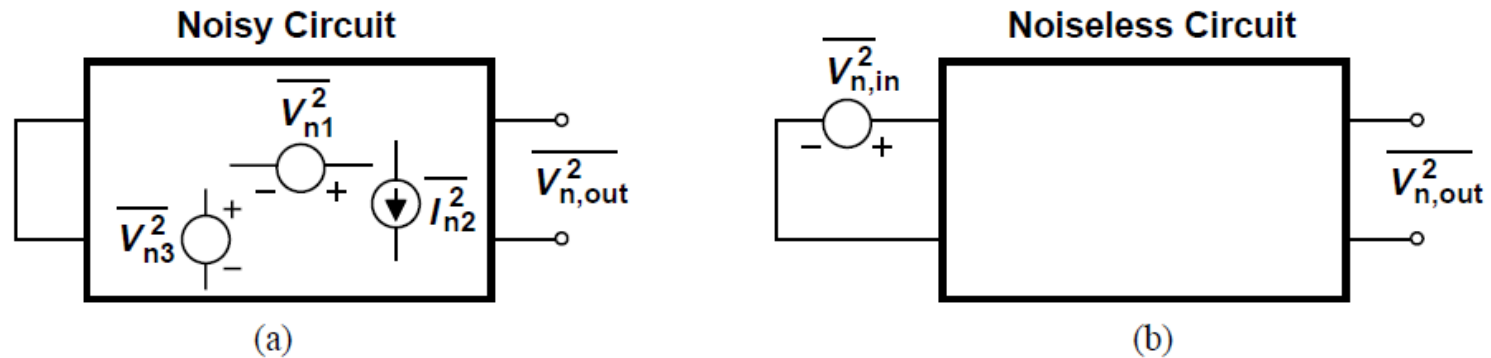 Noisy Circuit
Noiseless Circuit
V²n1
V²n,in
V²n3
I²n2
V²n,out
V²n,out
− +
+ −
− +
(a)
(b)